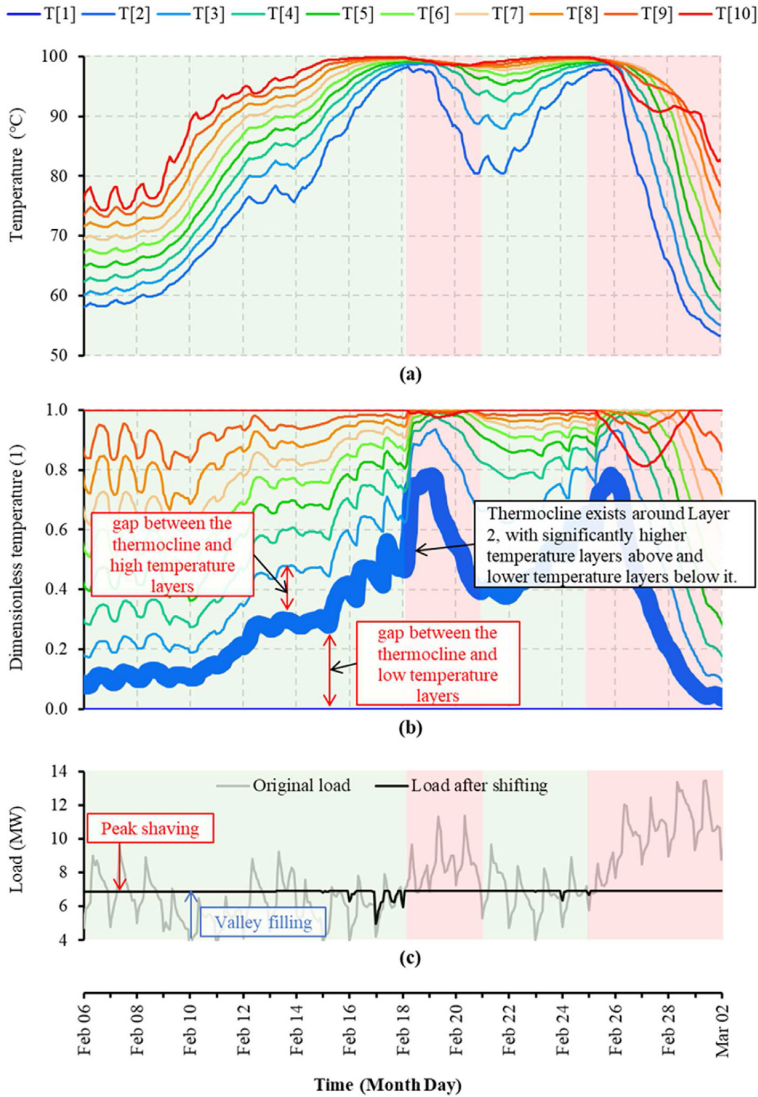 T[1] T[2] T[3] T[4] T[5] T[6] T[7] T[8] T[9] T[10]
Temperature (°C)
100
90
80
70
60
50
(a)
Dimensionless temperature (1)
1.0
0.8
0.6
0.4
0.2
0.0
gap between the
thermocline and
high temperature
layers
Thermocline exists around Layer
2, with significantly higher
temperature layers above and
lower temperature layers below it.
gap between the
thermocline and
low temperature
layers
(b)
Load (MW)
14
12
10
8
6
4
Original load
Load after shifting
Peak shaving
Valley filling
(c)
Feb 06
Feb 08
Feb 10
Feb 12
Feb 14
Feb 16
Feb 18
Feb 20
Feb 22
Feb 24
Feb 26
Feb 28
Mar 02
Time (Month Day)